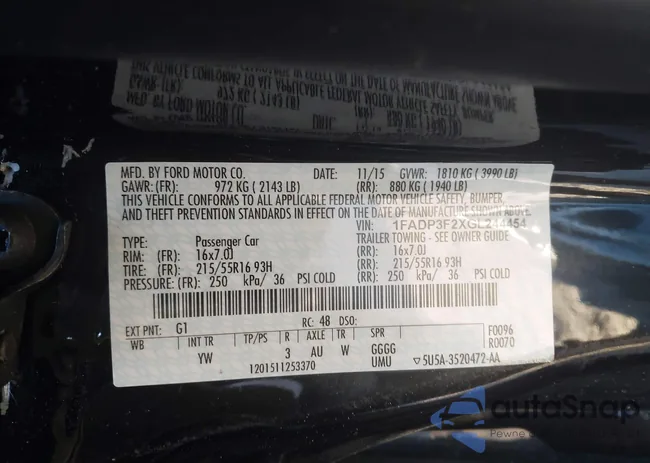 MFD. BY FORD MOTOR CO. DATE: 11/15 GVWR: 1810 KG ( 3990 LB)
GAWR: (FR): 972 KG ( 2143 LB) (RR): 880 KG ( 1940 LB)
THIS VEHICLE CONFORMS TO ALL APPLICABLE FEDERAL MOTOR VEHICLE SAFETY, BUMPER,
AND THEFT PREVENTION STANDARDS IN EFFECT ON THE DATE OF MANUFACTURE SHOWN ABOVE.
VIN:
TYPE: Passenger Car TRAILER TOWING - SEE OWNER GUIDE
RIM: (FR): 16x7.0J (RR): 16x7.0J
TIRE: (FR): 215/55R16 93H (RR): 215/55R16 93H
PRESSURE: (FR): 250 kPa/ 36 PSI COLD (RR): 250 kPa/ 36 PSI COLD
EXT PNT: G1 RC: 48 DSO: F0096
WB INT TR TP/PS R AXLE TR SPR R0070
YW 3 AU W GGGG
1201511253370 UMU ▽5U5A-3520472-AA
autoSnap
Pewne